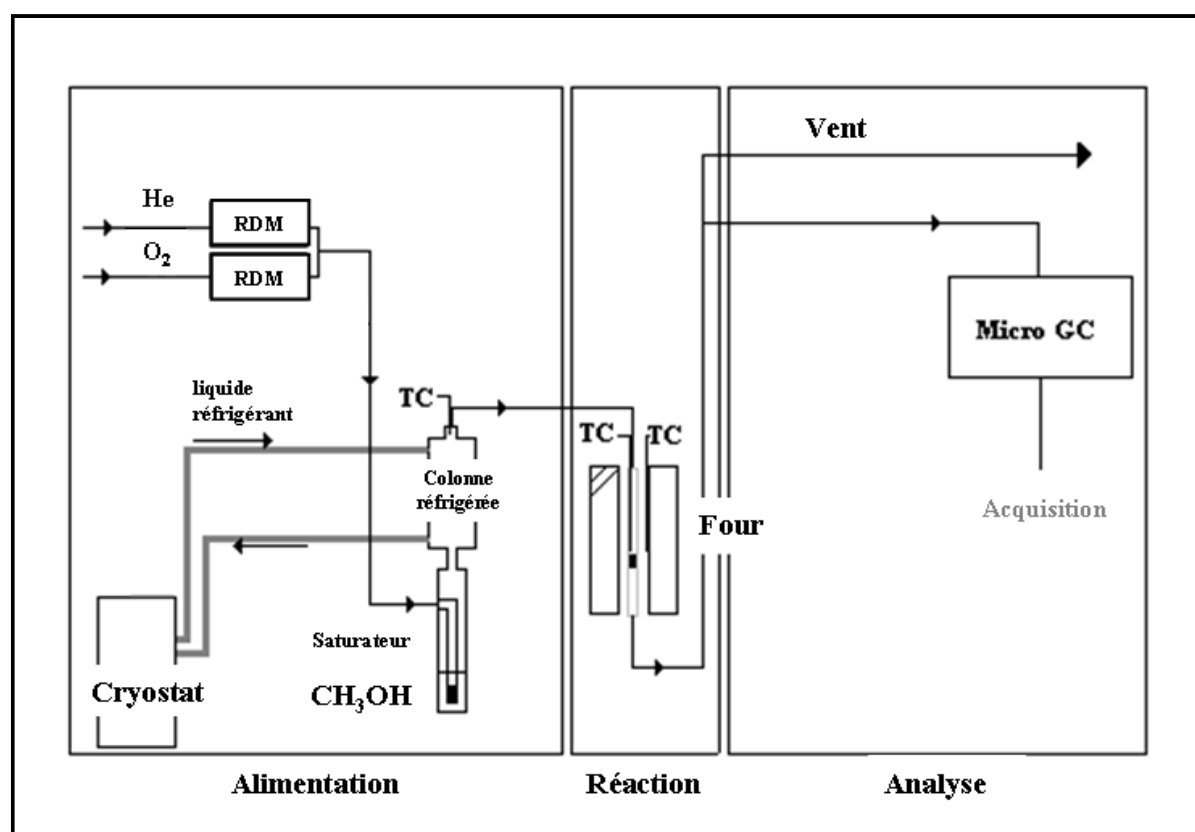 Vent
He
RDM
O2
RDM
Micro GC
liquide
réfrigérant
TC
TC
TC
Colonne
réfrigérée
Four
Acquisition
Saturateur
Cryostat
CH3OH
Alimentation
Réaction
Analyse